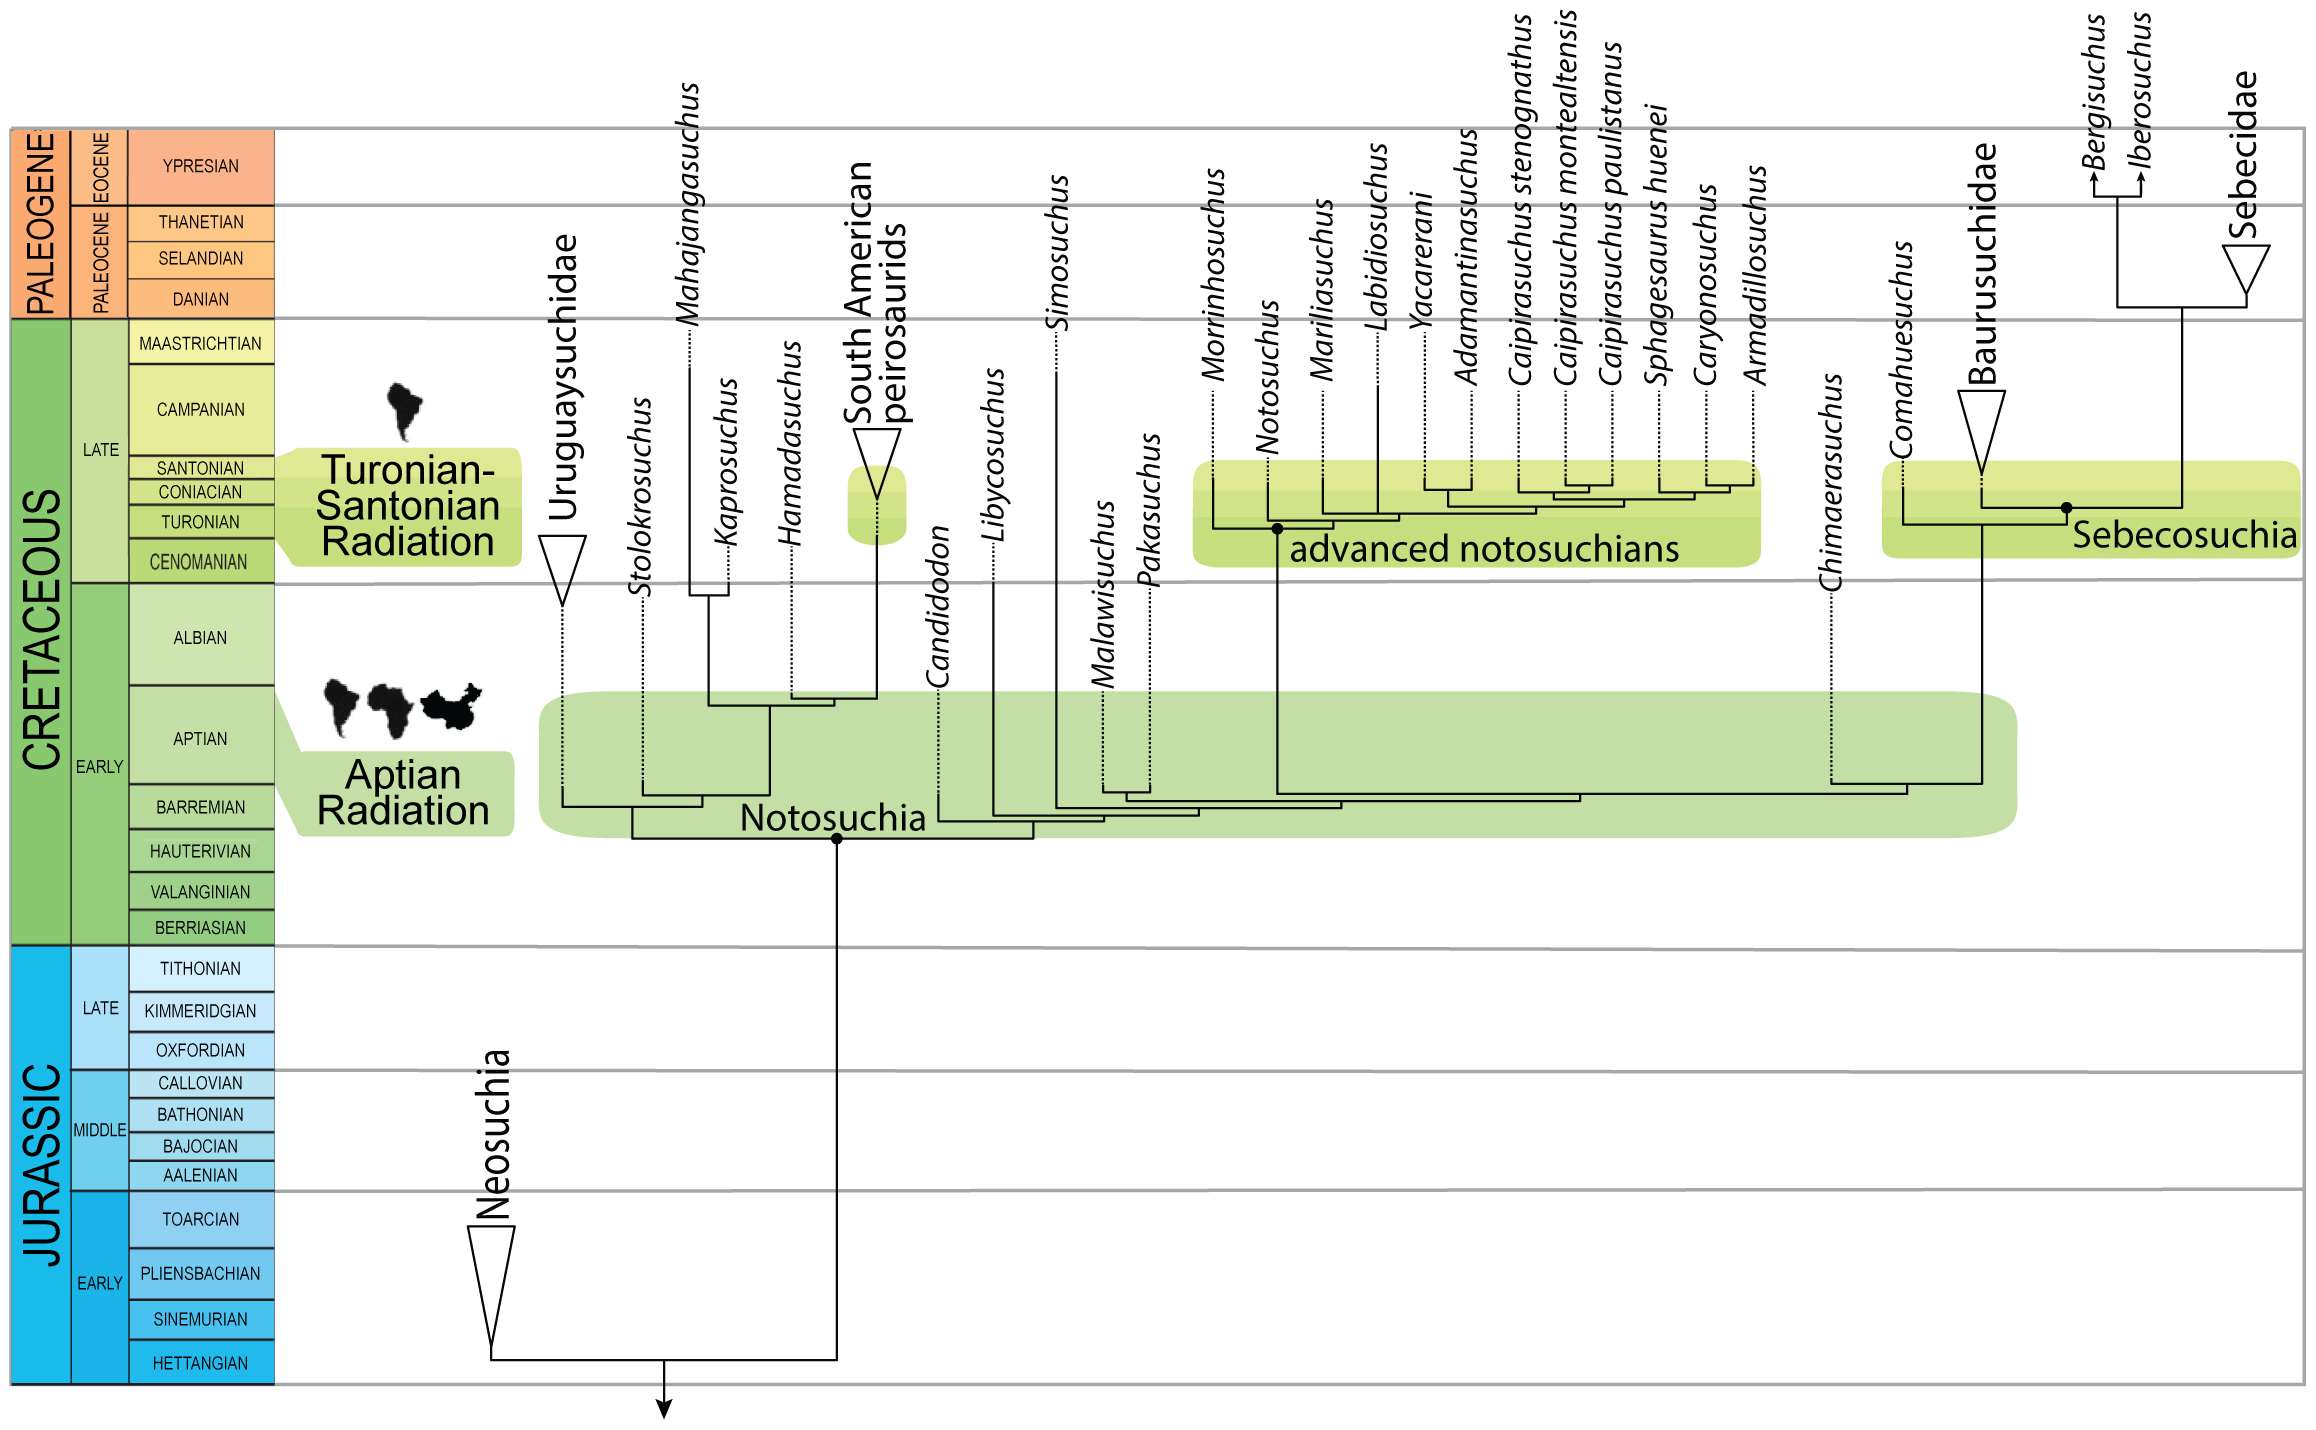 PALEOGENE
EOCENE
YPRESIAN
PALEOCENE
THANETIAN
SELANDIAN
DANIAN
CRETACEOUS
LATE
MAASTRICHTIAN
CAMPANIAN
SANTONIAN
CONIACIAN
TURONIAN
CENOMANIAN
EARLY
ALBIAN
APTIAN
BARREMIAN
HAUTERIVIAN
VALANGINIAN
BERRIASIAN
JURASSIC
LATE
TITHONIAN
KIMMERIDGIAN
OXFORDIAN
MIDDLE
CALLOVIAN
BATHONIAN
BAJOCIAN
AALENIAN
EARLY
TOARCIAN
PLIENSBACHIAN
SINEMURIAN
HETTANGIAN
Turonian-
Santonian
Radiation
Aptian
Radiation
Neosuchia
Uruguaysuchidae
Stolokrosuchus
Mahajangasuchus
Kaprosuchus
Hamadasuchus
South American
peirosaurids
Candidodon
Libycosuchus
Simosuchus
Malawisuchus
Pakasuchus
Morrinhosuchus
Notosuchus
Mariliasuchus
Labidiosuchus
Yacarerani
Adamantinasuchus
Caipirasuchus stenognathus
Caipirasuchus montealtensis
Caipirasuchus paulistanus
Sphagesaurus huenei
Caryonosuchus
Armadillosuchus
Chimaerasuchus
Comahuesuchus
Baurusuchidae
Bergisuchus
Iberosuchus
Sebecidae
advanced notosuchians
Sebecosuchia
Notosuchia